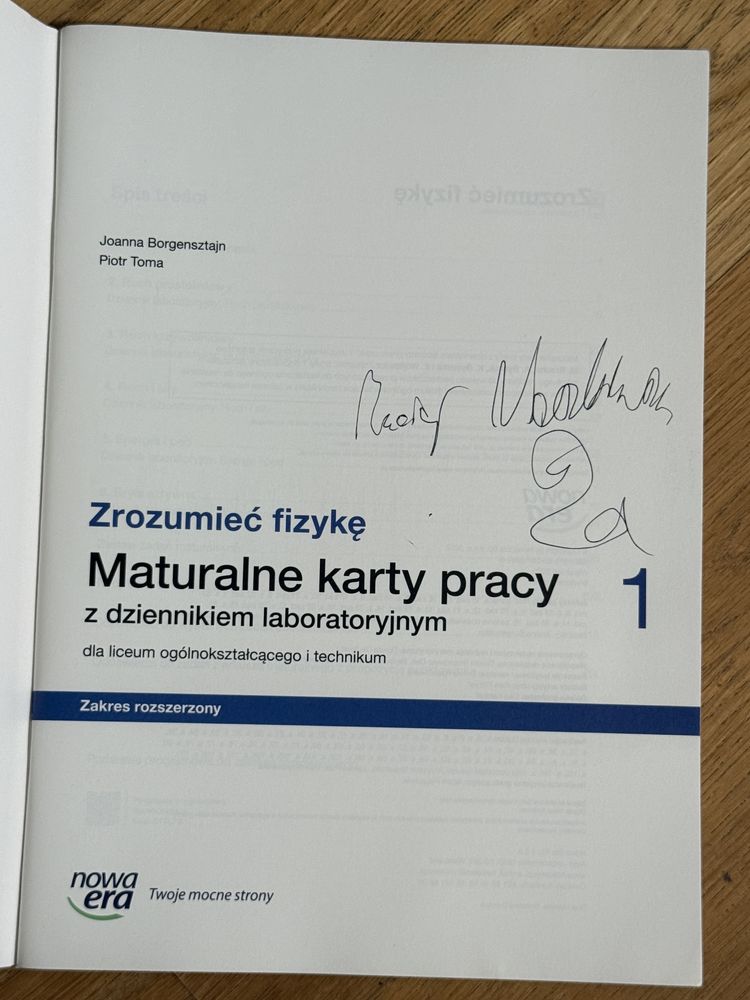 Joanna Borgensztajn
Piotr Toma
Maciej
Zrozumieć fizykę
Maturalne karty pracy 1
z dziennikiem laboratoryjnym
dla liceum ogólnokształcącego i technikum
Zakres rozszerzony
nowa
era
Twoje mocne strony